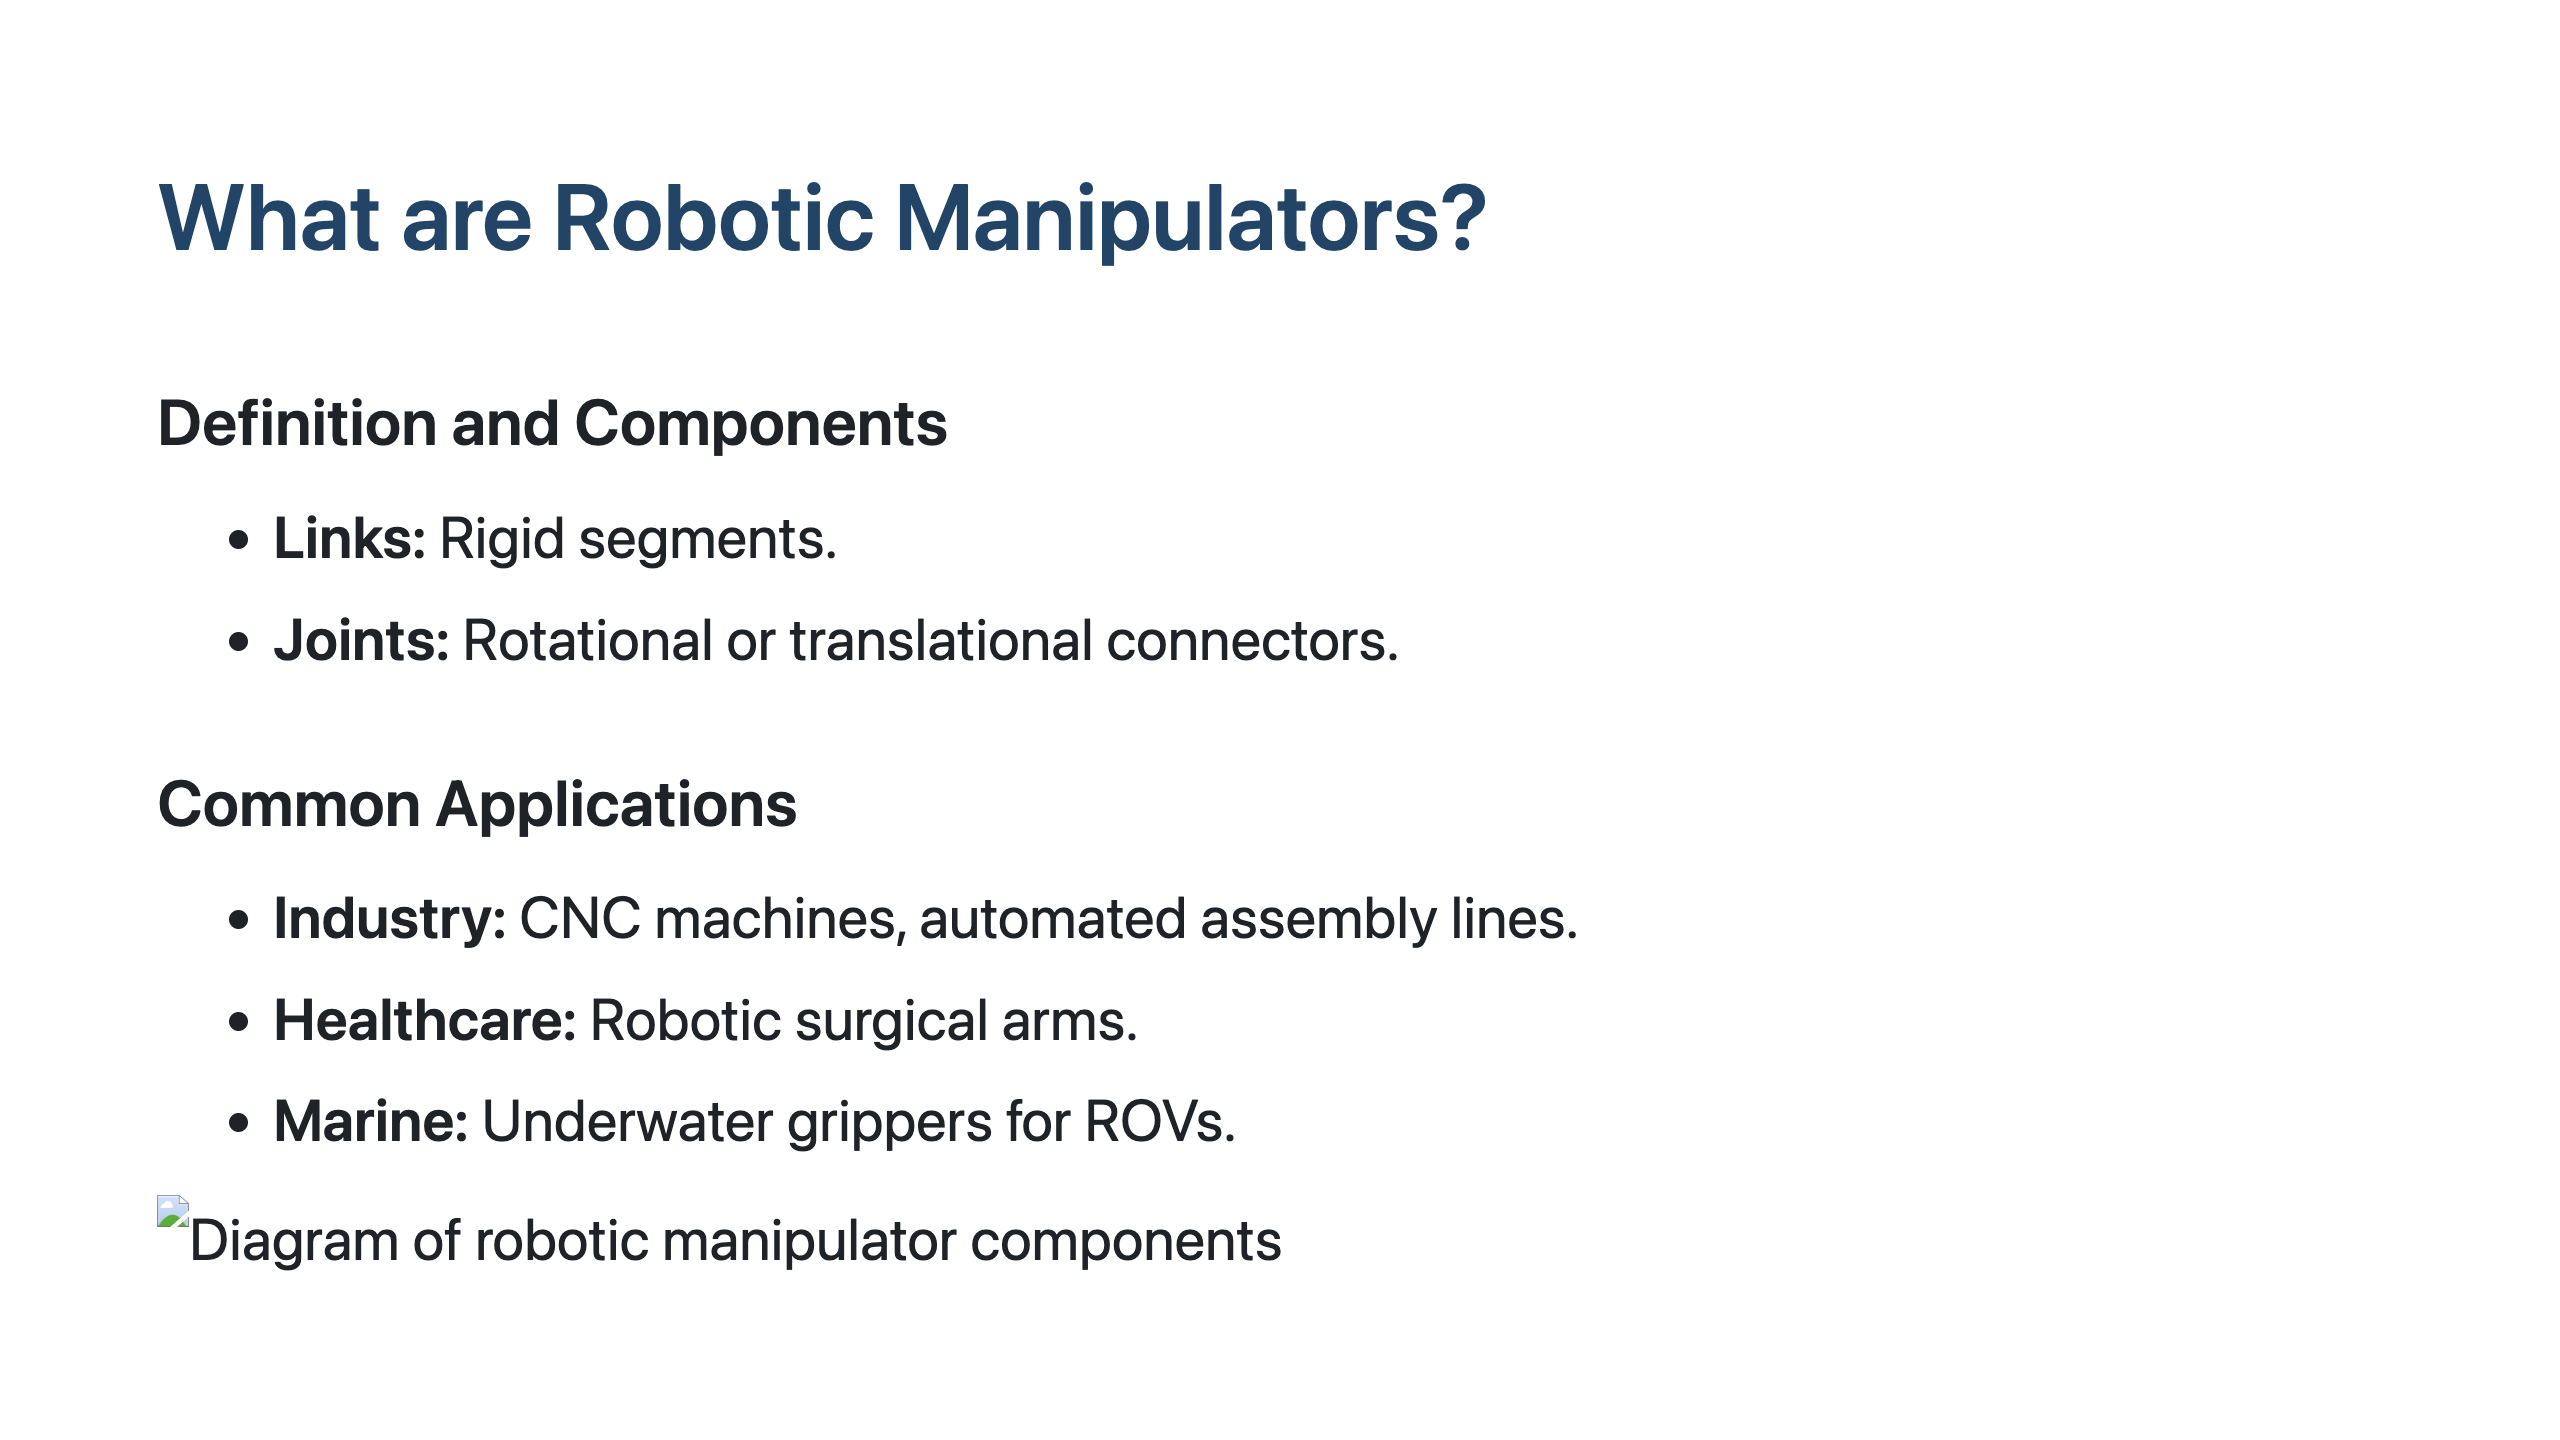 What are Robotic Manipulators?
Definition and Components
• Links: Rigid segments.
• Joints: Rotational or translational connectors.
Common Applications
• Industry: CNC machines, automated assembly lines.
• Healthcare: Robotic surgical arms.
• Marine: Underwater grippers for ROVs.
Diagram of robotic manipulator components